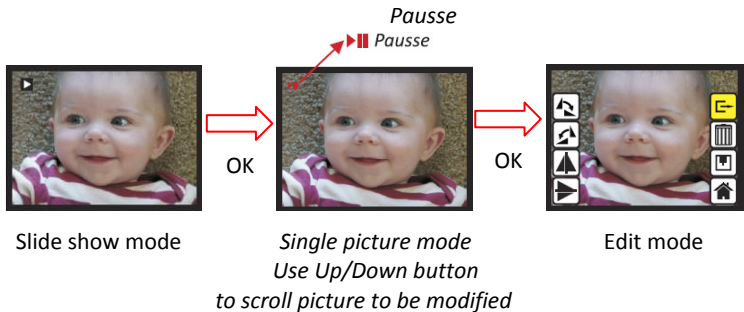 Pausse
Pausse
OK
OK
Slide show mode
Single picture mode
Use Up/Down button
to scroll picture to be modified
Edit mode